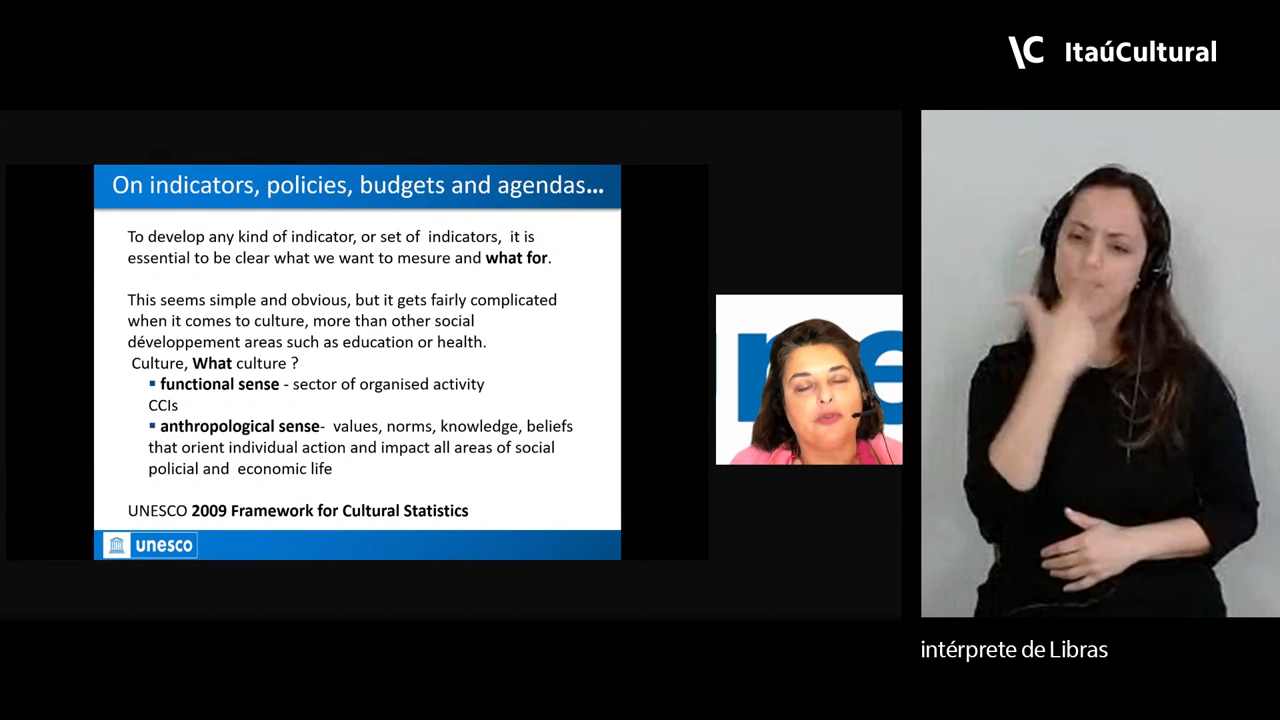 \C ItaúCultural
On indicators, policies, budgets and agendas...
To develop any kind of indicator, or set of indicators, it is
essential to be clear what we want to mesure and what for.
This seems simple and obvious, but it gets fairly complicated
when it comes to culture, more than other social
développement areas such as education or health.
Culture, What culture ?
▪ functional sense - sector of organised activity
CCIs
▪ anthropological sense- values, norms, knowledge, beliefs
that orient individual action and impact all areas of social
policial and economic life
UNESCO 2009 Framework for Cultural Statistics
unesco
ne
intérprete de Libras